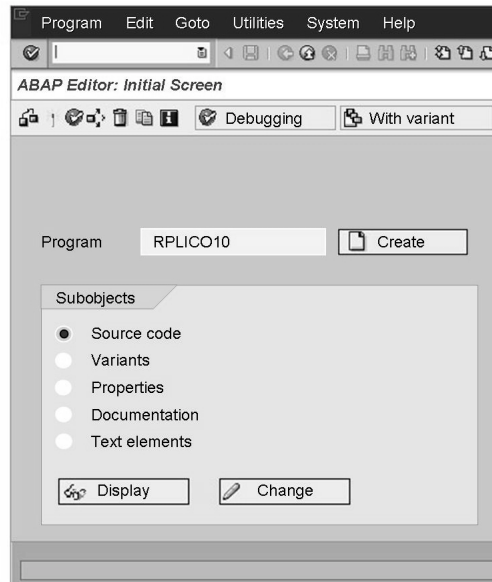 Program Edit Goto Utilities System Help
ABAP Editor: Initial Screen
Debugging With variant
Program RPLICO10 Create
Subobjects
Source code
Variants
Properties
Documentation
Text elements
Display Change